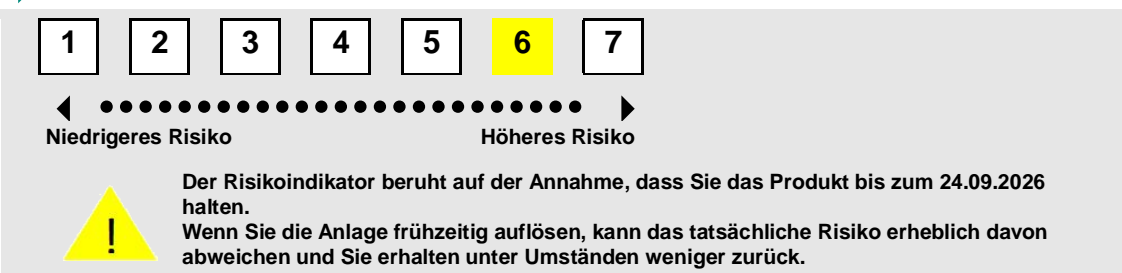 1 2 3 4 5 6 7
Niedrigeres Risiko Höheres Risiko
Der Risikoindikator beruht auf der Annahme, dass Sie das Produkt bis zum 24.09.2026
halten.
Wenn Sie die Anlage frühzeitig auflösen, kann das tatsächliche Risiko erheblich davon
abweichen und Sie erhalten unter Umständen weniger zurück.
!